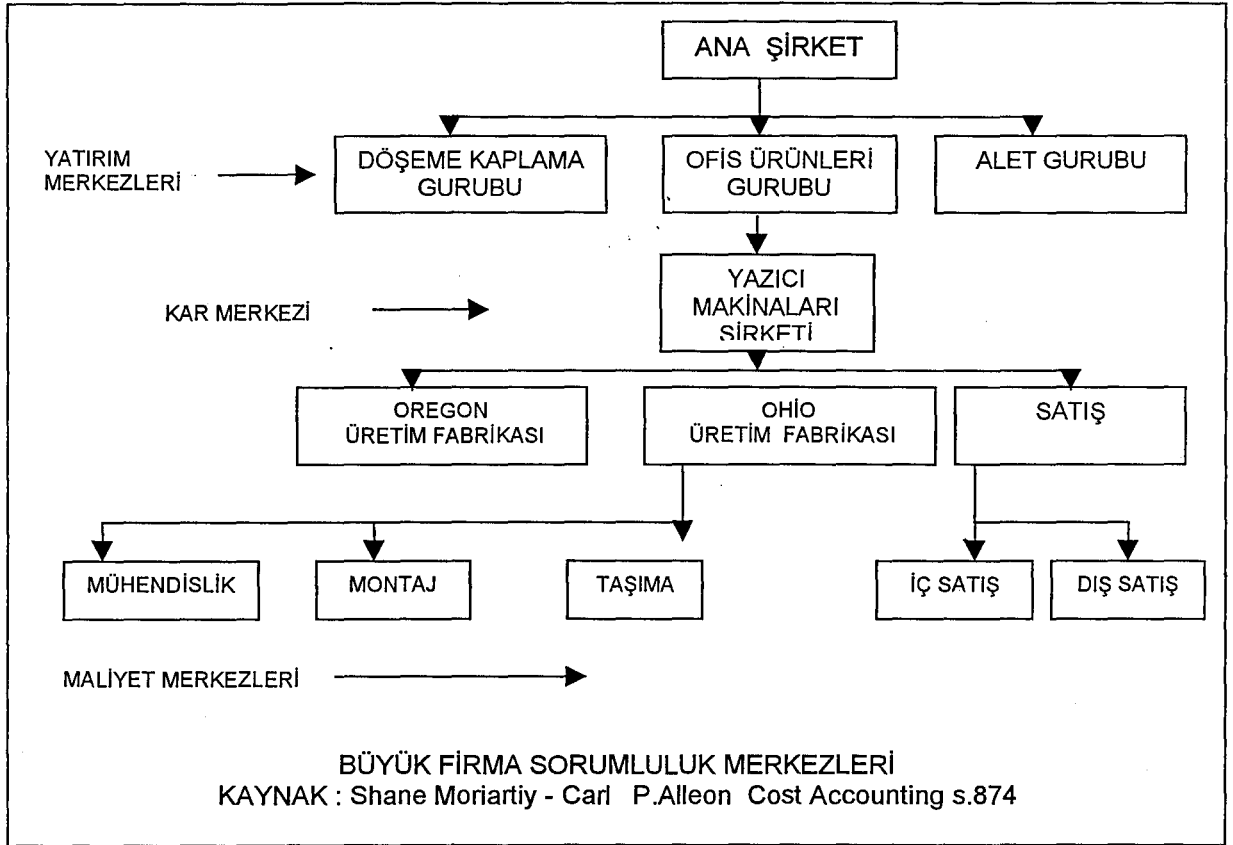 ANA ŞİRKET
YATIRIM
MERKEZLERİ
DÖŞEME KAPLAMA
GURUBU
OFİS ÜRÜNLERİ
GURUBU
ALET GURUBU
KAR MERKEZİ
YAZICI
MAKİNALARI
ŞİRKETİ
OREGON
ÜRETİM FABRİKASI
OHİO
ÜRETİM FABRİKASI
SATIŞ
MÜHENDİSLİK
MONTAJ
TAŞIMA
İÇ SATIŞ
DIŞ SATIŞ
MALİYET MERKEZLERİ
BÜYÜK FİRMA SORUMLULUK MERKEZLERİ
KAYNAK : Shane Moriartiy - Carl P.Alleon Cost Accounting s.874